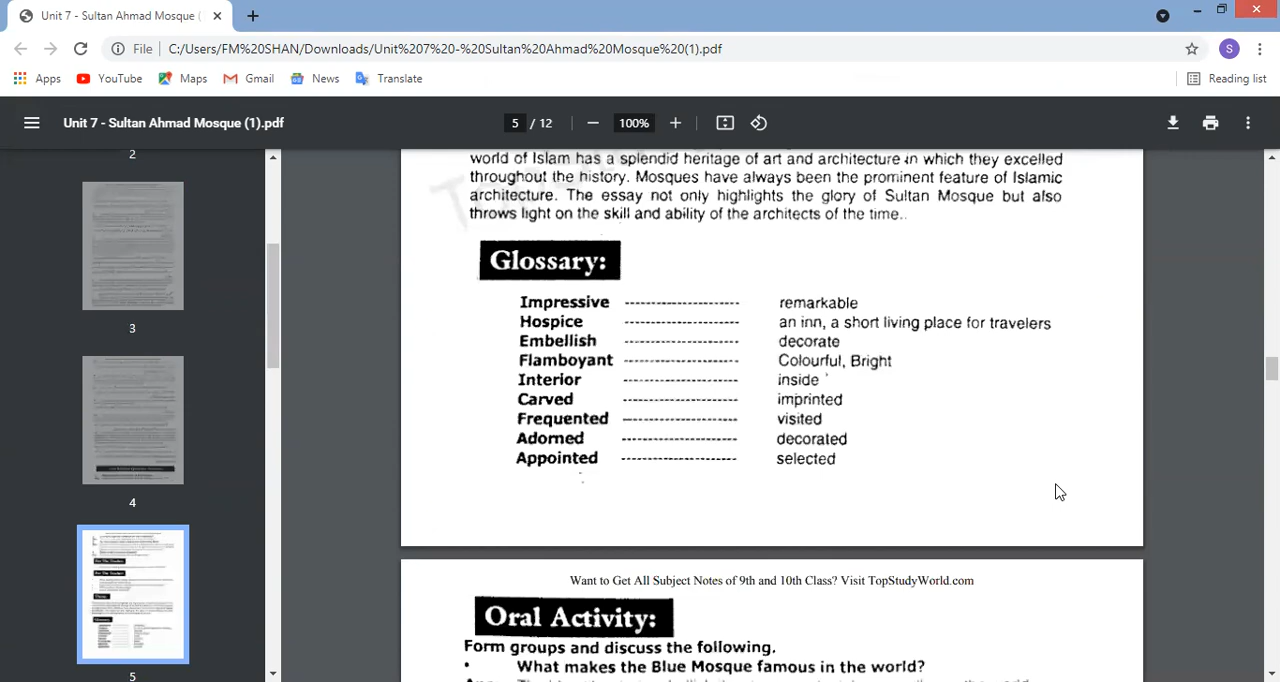 Unit 7 - Sultan Ahmad Mosque (
File
C:/Users/FM%20SHAN/Downloads/Unit%207%20-%20Sultan%20Ahmad%20Mosque%20(1).pdf
S
Apps
YouTube
Maps
Gmail
News
Translate
Reading list
Unit 7 - Sultan Ahmad Mosque (1).pdf
5 / 12
100%
2
3
4
5
world of Islam has a splendid heritage of art and architecture in which they excelled
throughout the history. Mosques have always been the prominent feature of Islamic
architecture. The essay not only highlights the glory of Sultan Mosque but also
throws light on the skill and ability of the architects of the time..
Glossary:
Impressive ---------------------- remarkable
Hospice ---------------------- an inn, a short living place for travelers
Embellish ---------------------- decorate
Flamboyant ---------------------- Colourful, Bright
Interior ---------------------- inside
Carved ---------------------- imprinted
Frequented ---------------------- visited
Adorned ---------------------- decorated
Appointed ---------------------- selected
Want to Get All Subject Notes of 9th and 10th Class? Visit TopStudyWorld.com
Oral Activity:
Form groups and discuss the following.
• What makes the Blue Mosque famous in the world?